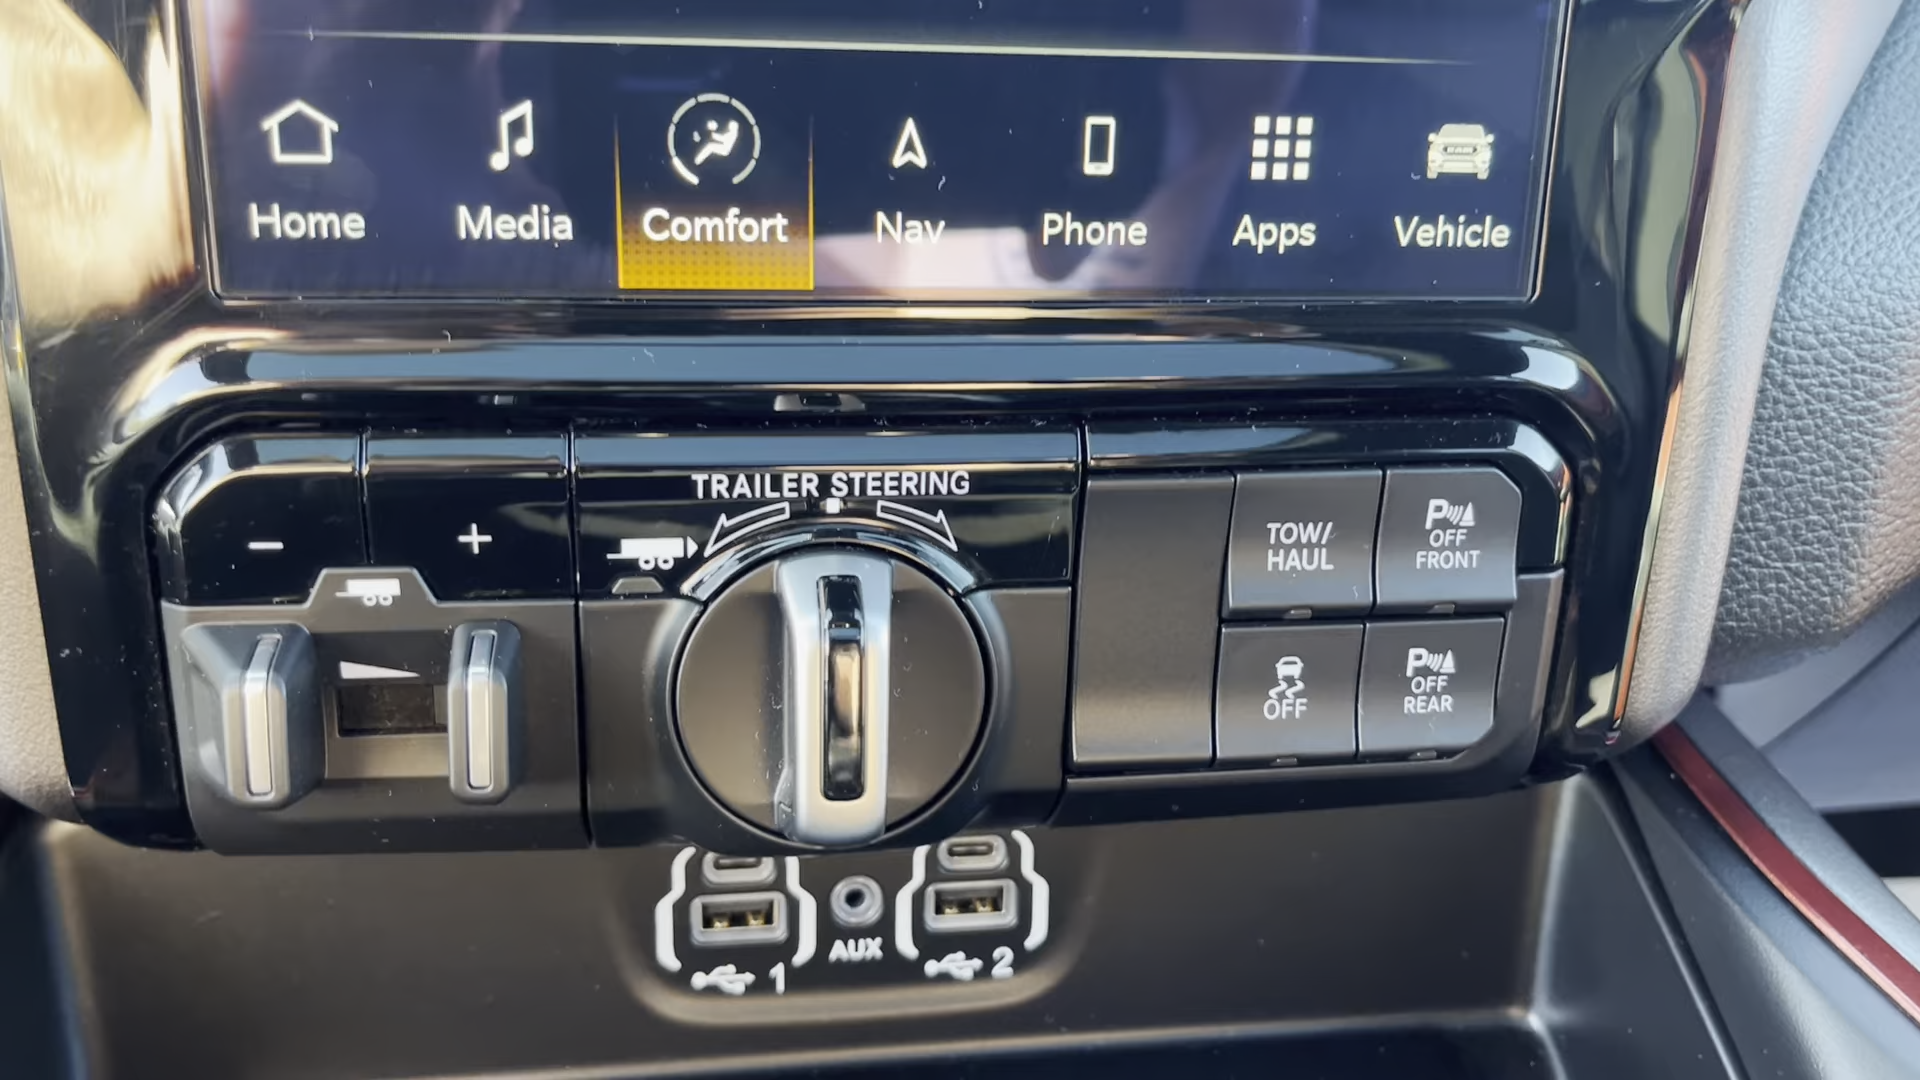 Home
Media
Comfort
Nav
Phone
Apps
Vehicle
TRAILER STEERING
−
+
TOW/
HAUL
P
OFF
FRONT
OFF
P
OFF
REAR
AUX
1
2